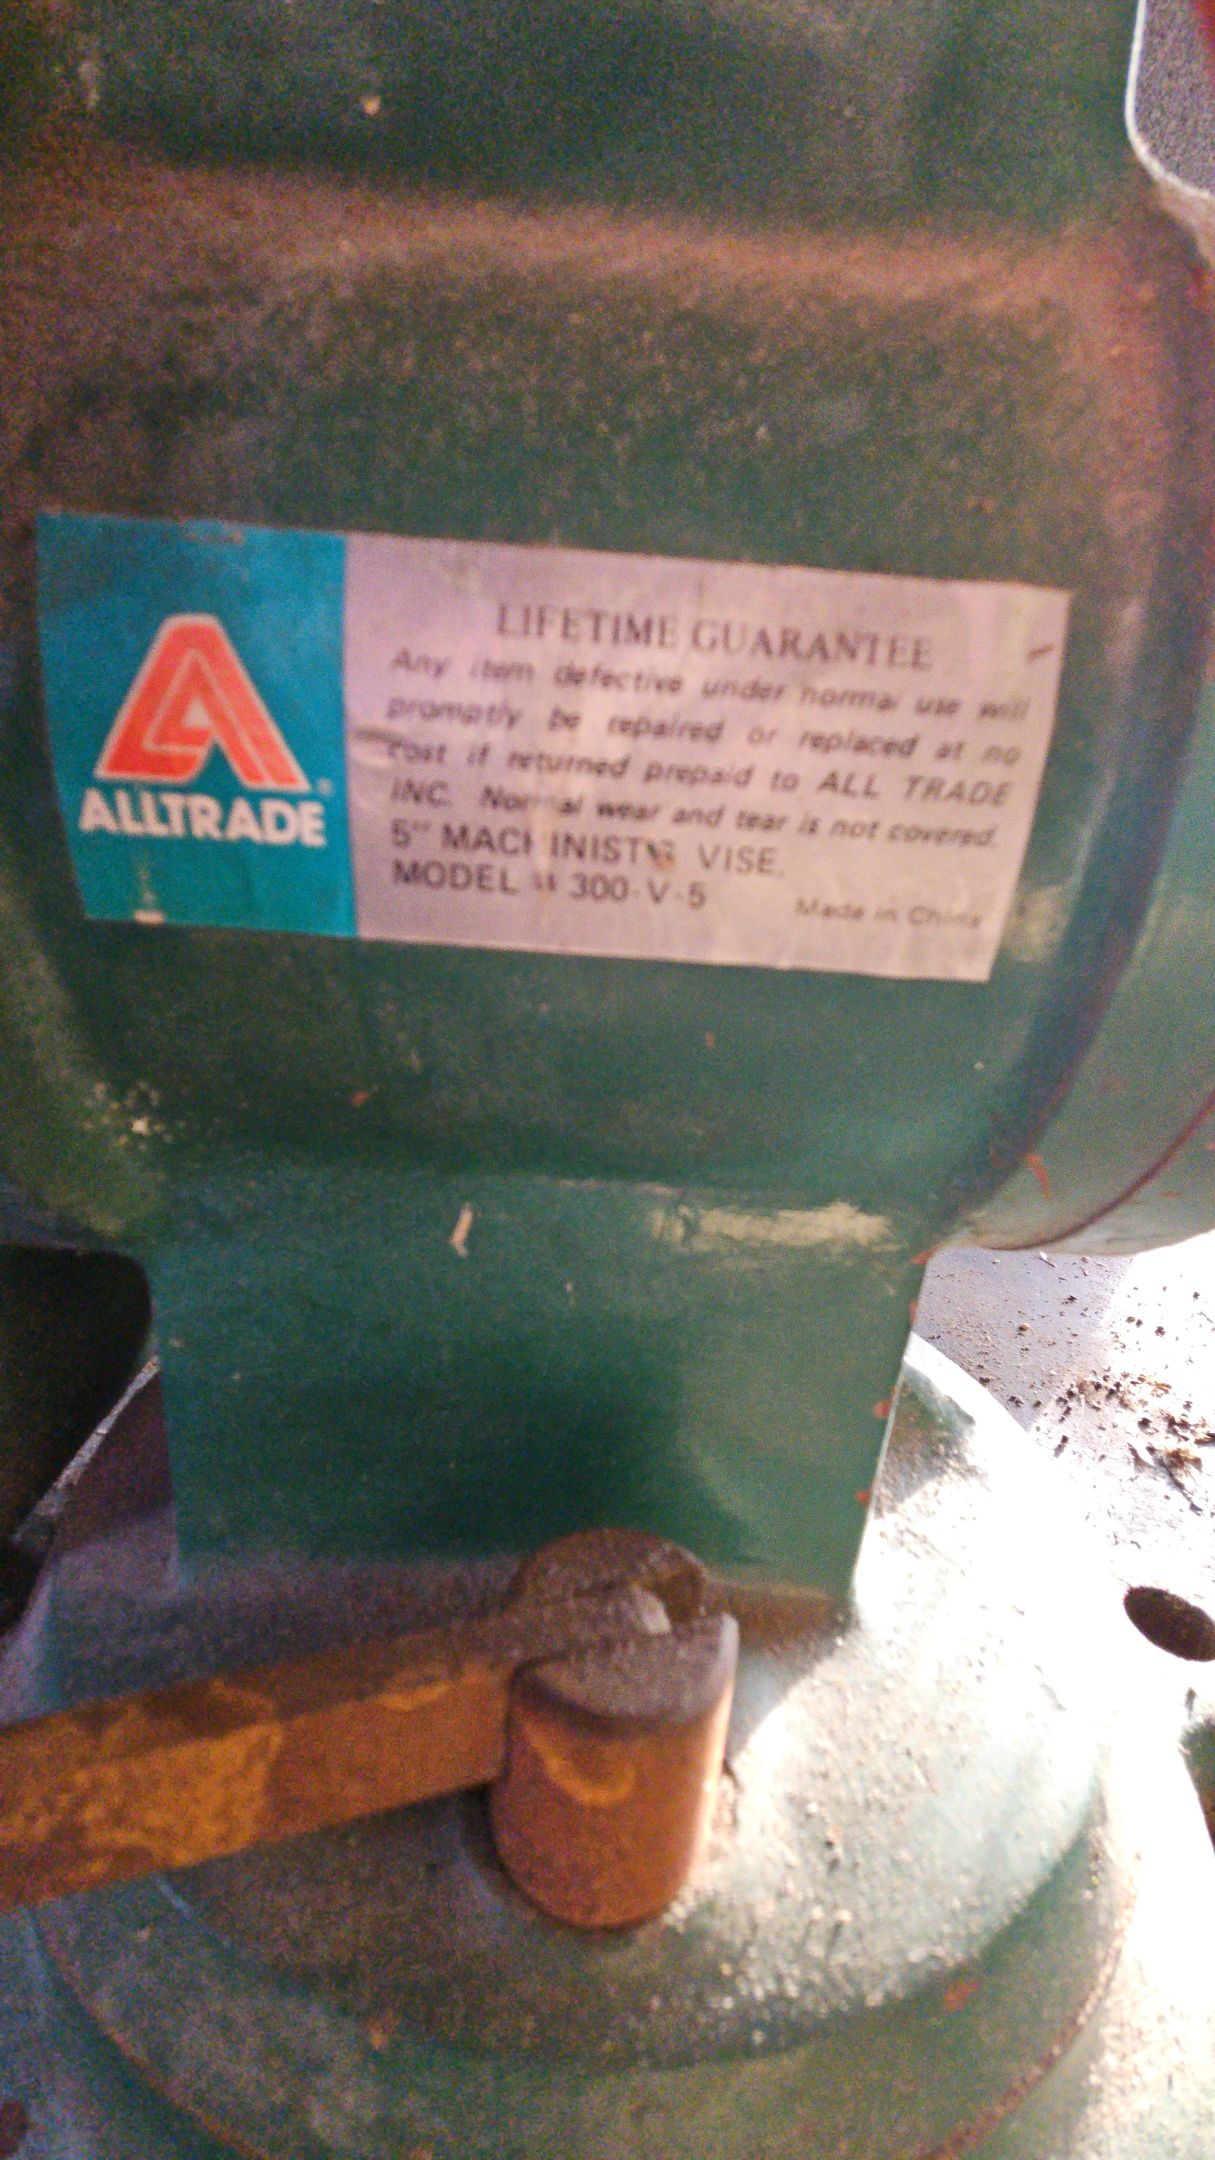 ALLTRADE
LIFETIME GUARANTEE
Any item defective under normal use will
promptly be repaired or replaced at no
cost if returned prepaid to ALL TRADE
INC. Normal wear and tear is not covered.
5" MACHINISTS VISE.
MODEL # 300-V-5
Made in China